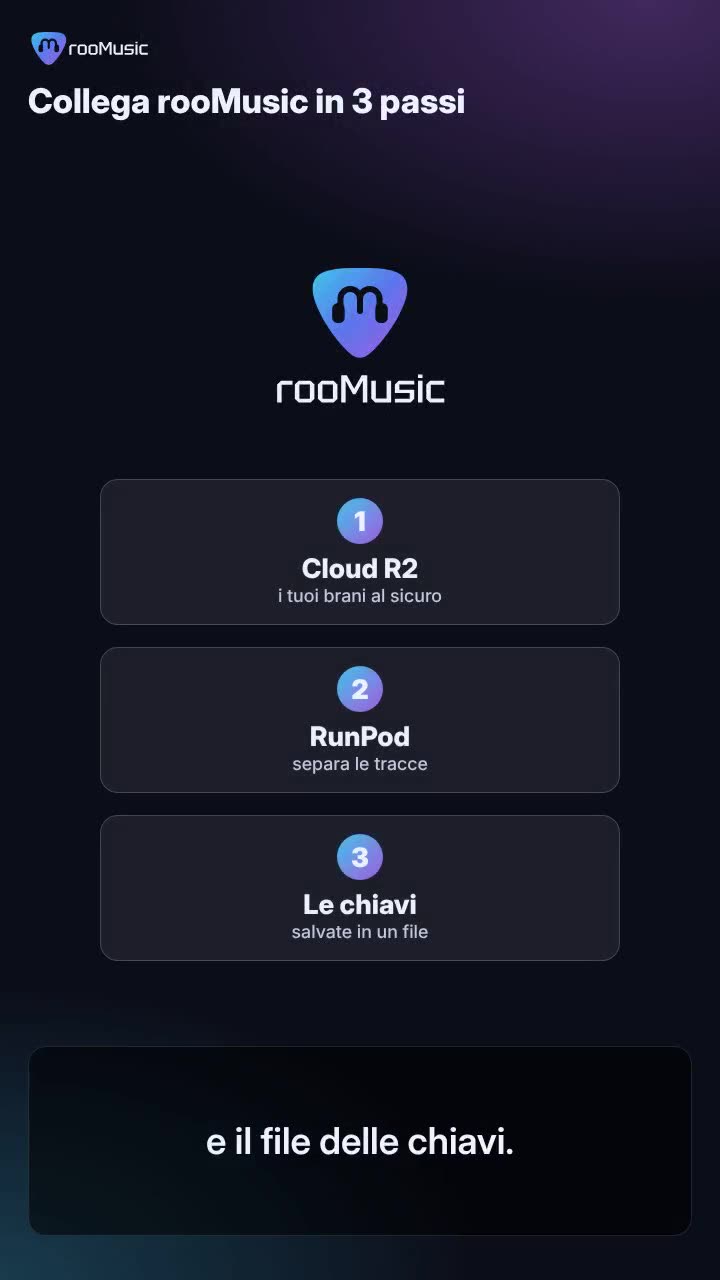 rooMusic
Collega rooMusic in 3 passi
rooMusic
1
Cloud R2
i tuoi brani al sicuro
2
RunPod
separa le tracce
3
Le chiavi
salvate in un file
e il file delle chiavi.